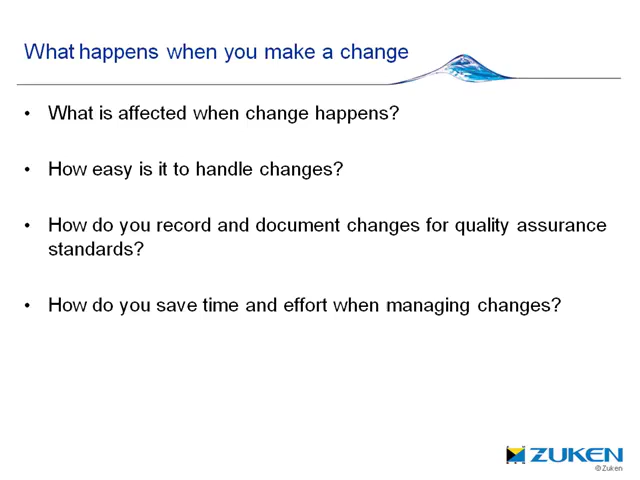 What happens when you make a change
• What is affected when change happens?
• How easy is it to handle changes?
• How do you record and document changes for quality assurance
standards?
• How do you save time and effort when managing changes?
ZUKEN
© Zuken